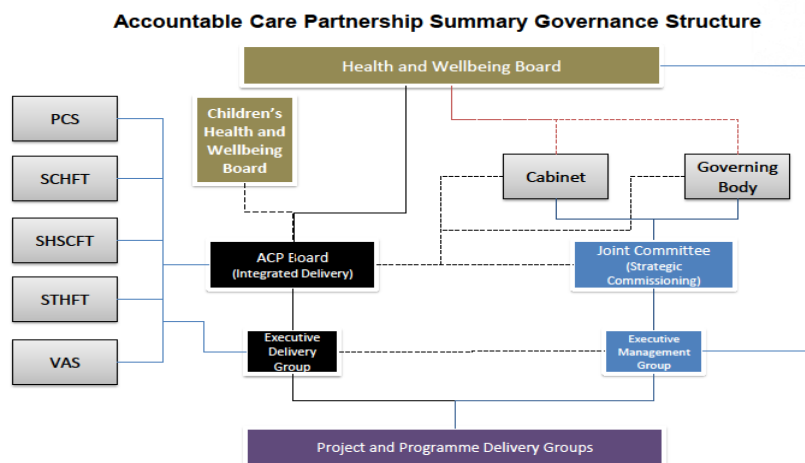 Accountable Care Partnership Summary Governance Structure
Health and Wellbeing Board
PCS
Children's
Health and
Wellbeing
Board
SCHFT
Cabinet
Governing
Body
SHSCFT
ACP Board
(Integrated Delivery)
Joint Committee
(Strategic
Commissioning)
STHFT
Executive
Delivery
Group
Executive
Management
Group
VAS
Project and Programme Delivery Groups